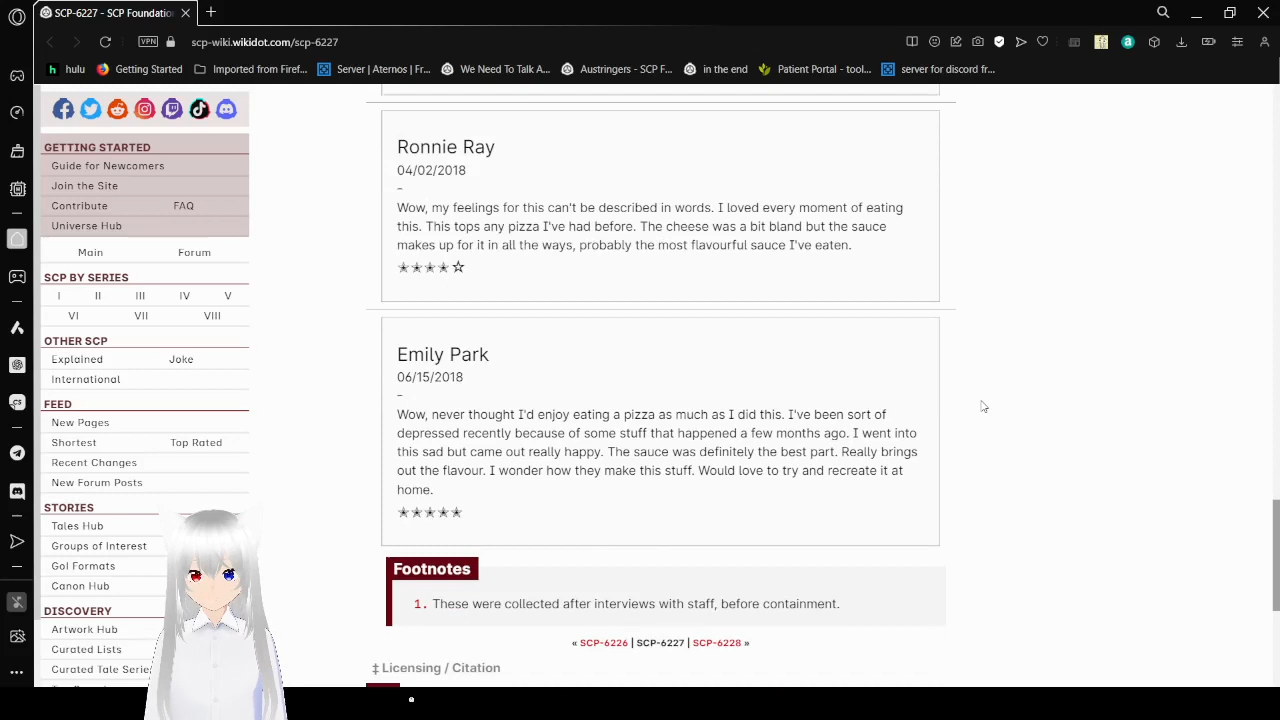 SCP-6227 - SCP Foundatio
scp-wiki.wikidot.com/scp-6227
VPN
hulu
Getting Started
Imported from Firef...
Server | Aternos | Fr...
We Need To Talk A...
Austringers - SCP F...
in the end
Patient Portal - tool...
server for discord fr...
GETTING STARTED
Guide for Newcomers
Join the Site
Contribute FAQ
Universe Hub
Main Forum
SCP BY SERIES
I II III IV V
VI VII VIII
OTHER SCP
Explained Joke
International
FEED
New Pages
Shortest Top Rated
Recent Changes
New Forum Posts
STORIES
Tales Hub
Groups of Interest
GoI Formats
Canon Hub
DISCOVERY
Artwork Hub
Curated Lists
Curated Tale Serie
Ronnie Ray
04/02/2018
–
Wow, my feelings for this can't be described in words. I loved every moment of eating
this. This tops any pizza I've had before. The cheese was a bit bland but the sauce
makes up for it in all the ways, probably the most flavourful sauce I've eaten.
★★★★☆
Emily Park
06/15/2018
–
Wow, never thought I'd enjoy eating a pizza as much as I did this. I've been sort of
depressed recently because of some stuff that happened a few months ago. I went into
this sad but came out really happy. The sauce was definitely the best part. Really brings
out the flavour. I wonder how they make this stuff. Would love to try and recreate it at
home.
★★★★★
Footnotes
1. These were collected after interviews with staff, before containment.
« SCP-6226 | SCP-6227 | SCP-6228 »
‡ Licensing / Citation